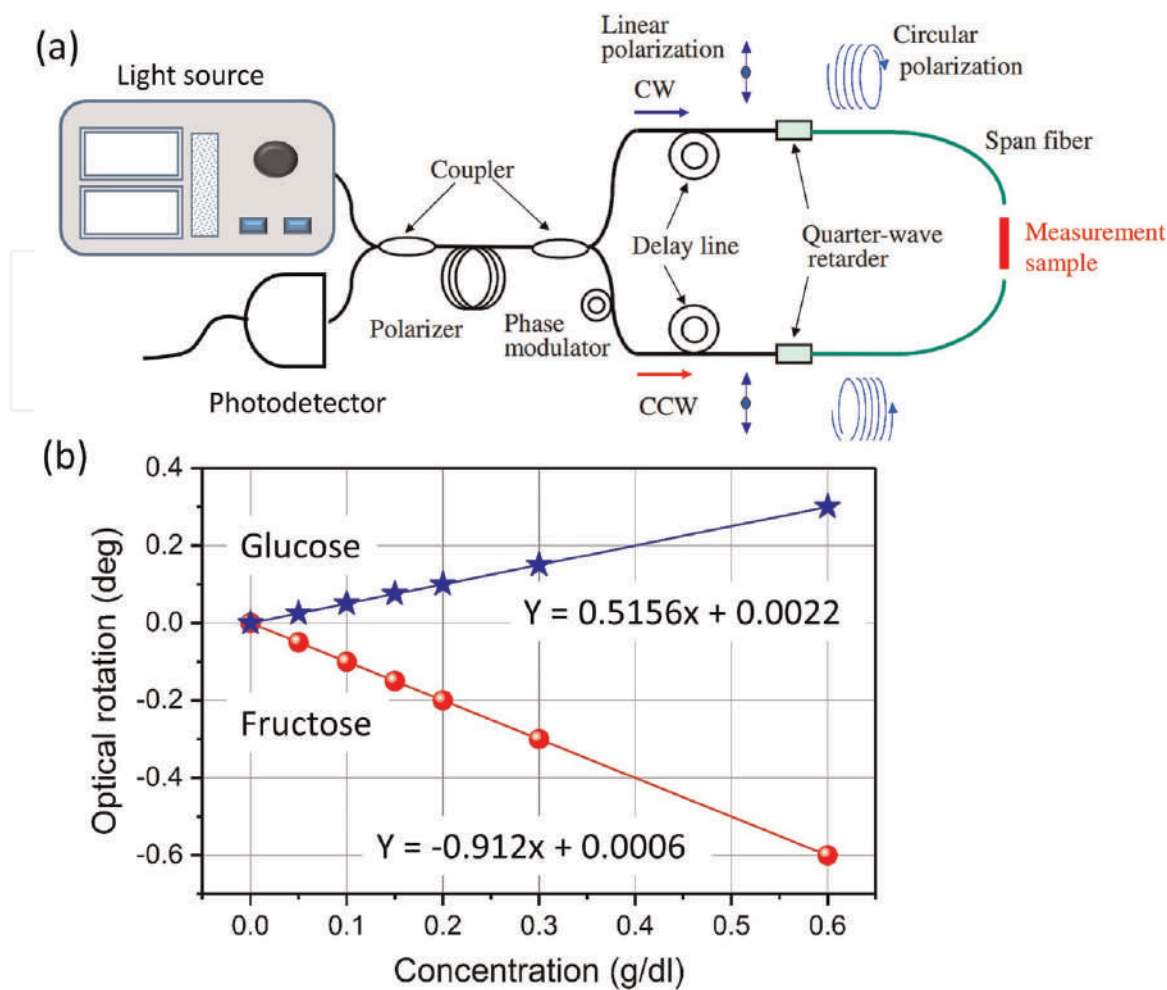 (a)
Light source
Linear
polarization
CW
Circular
polarization
Span fiber
Coupler
Delay line
Quarter-wave
retarder
Measurement
sample
Polarizer
Phase
modulator
CCW
Photodetector
(b)
0.4
0.2
0.0
-0.2
-0.4
-0.6
Optical rotation (deg)
Glucose
Y = 0.5156x + 0.0022
Fructose
Y = -0.912x + 0.0006
0.0 0.1 0.2 0.3 0.4 0.5 0.6
Concentration (g/dl)